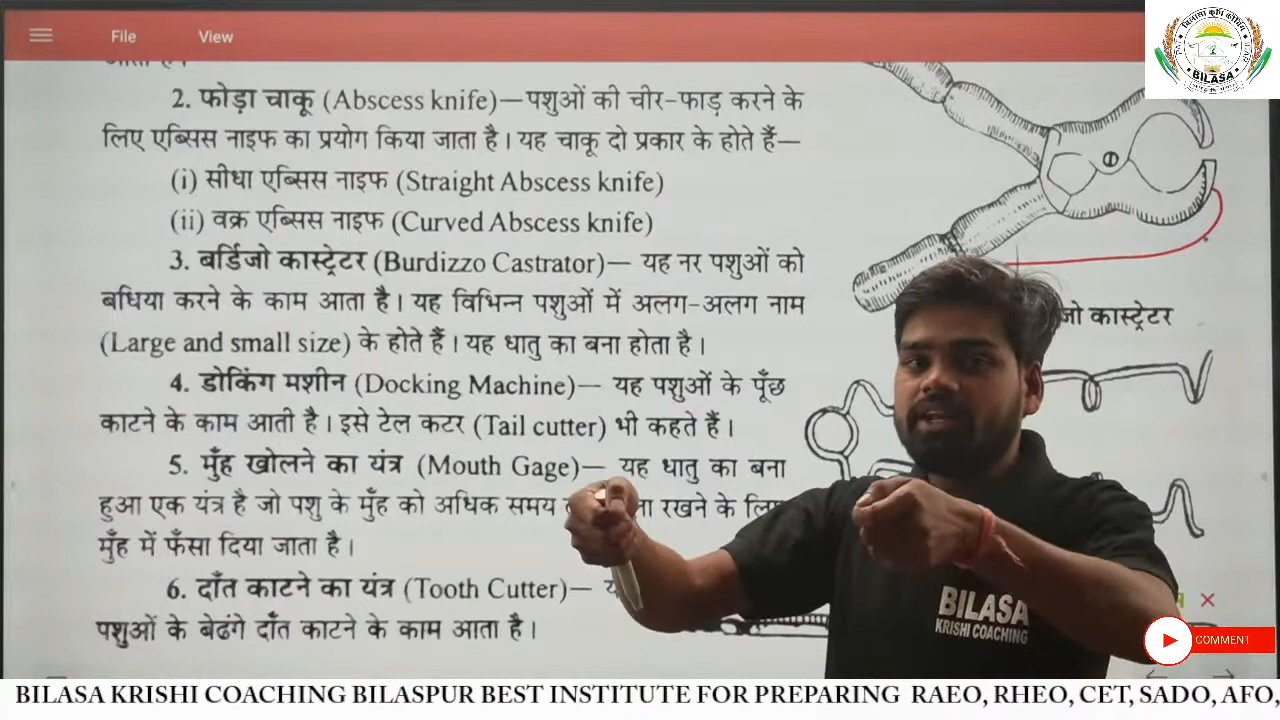 File View
BILASA
2. फोड़ा चाकू (Abscess knife)—पशुओं की चीर-फाड़ करने के
लिए एब्सिस नाइफ का प्रयोग किया जाता है। यह चाकू दो प्रकार के होते हैं—
(i) सीधा एब्सिस नाइफ (Straight Abscess knife)
(ii) वक्र एब्सिस नाइफ (Curved Abscess knife)
3. बर्डिजो कास्ट्रेटर (Burdizzo Castrator)— यह नर पशुओं को
बधिया करने के काम आता है। यह विभिन्न पशुओं में अलग-अलग नाम
(Large and small size) के होते हैं। यह धातु का बना होता है।
4. डोकिंग मशीन (Docking Machine)— यह पशुओं के पूँछ
काटने के काम आती है। इसे टेल कटर (Tail cutter) भी कहते हैं।
5. मुँह खोलने का यंत्र (Mouth Gage)— यह धातु का बना
हुआ एक यंत्र है जो पशु के मुँह को अधिक समय रखने के
मुँह में फँसा दिया जाता है।
6. दाँत काटने का यंत्र (Tooth Cutter)—
पशुओं के बेढंगे दाँत काटने के काम आता है।
कास्ट्रेटर
BILASA
KRISHI COACHING
COMMENT
BILASA KRISHI COACHING BILASPUR BEST INSTITUTE FOR PREPARING RAEO, RHEO, CET, SADO, AFO,